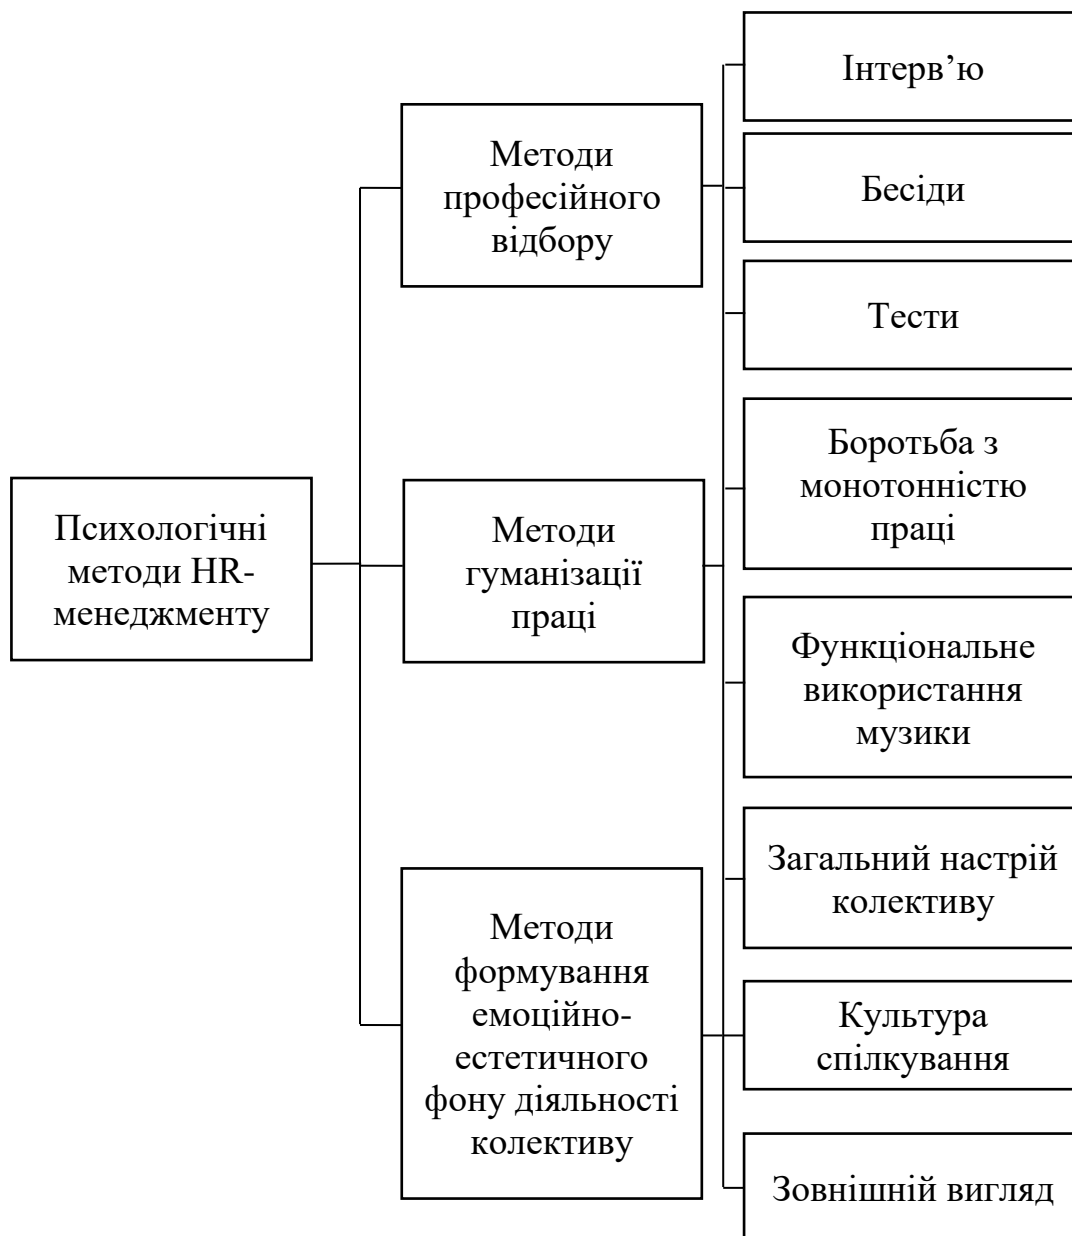 Психологічні
методи HR-
менеджменту
Методи
професійного
відбору
Методи
гуманізації
праці
Методи
формування
емоційно-
естетичного
фону діяльності
колективу
Інтерв’ю
Бесіди
Тести
Боротьба з
монотонністю
праці
Функціональне
використання
музики
Загальний настрій
колективу
Культура
спілкування
Зовнішній вигляд